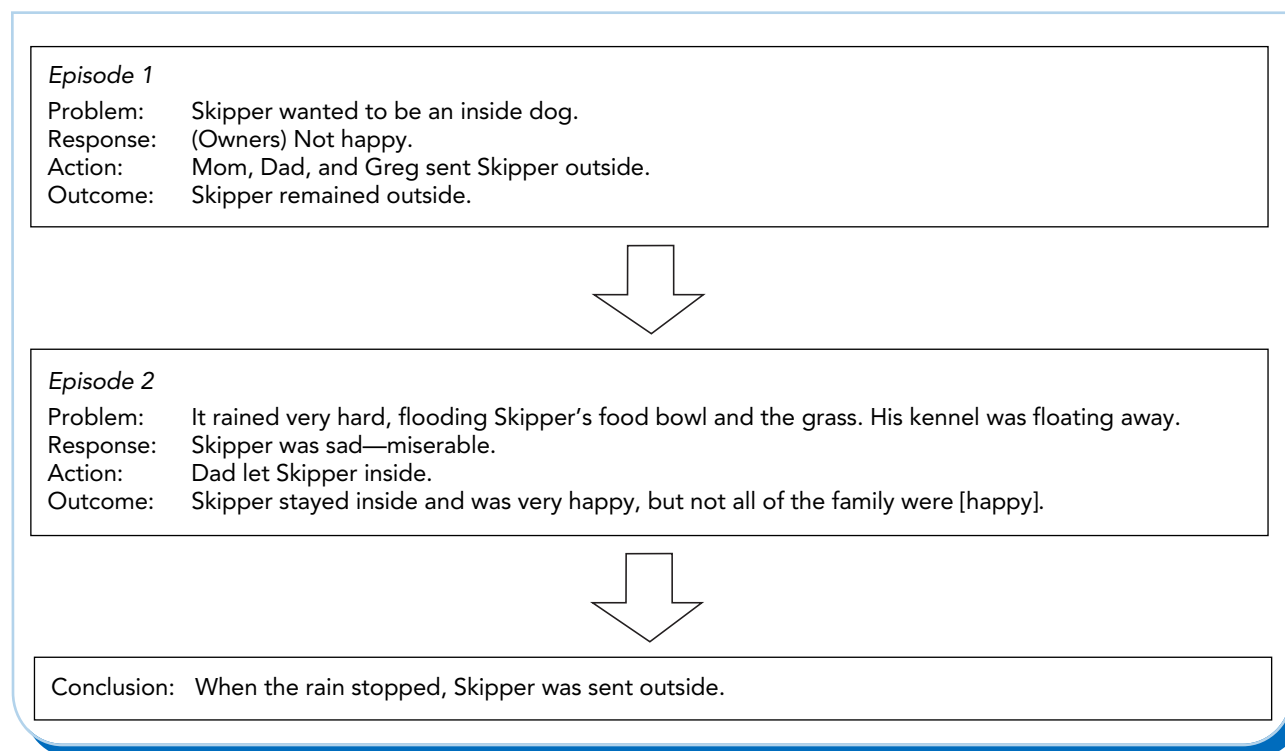 Episode 1
Problem: Skipper wanted to be an inside dog.
Response: (Owners) Not happy.
Action: Mom, Dad, and Greg sent Skipper outside.
Outcome: Skipper remained outside.
Episode 2
Problem: It rained very hard, flooding Skipper’s food bowl and the grass. His kennel was floating away.
Response: Skipper was sad—miserable.
Action: Dad let Skipper inside.
Outcome: Skipper stayed inside and was very happy, but not all of the family were [happy].
Conclusion: When the rain stopped, Skipper was sent outside.